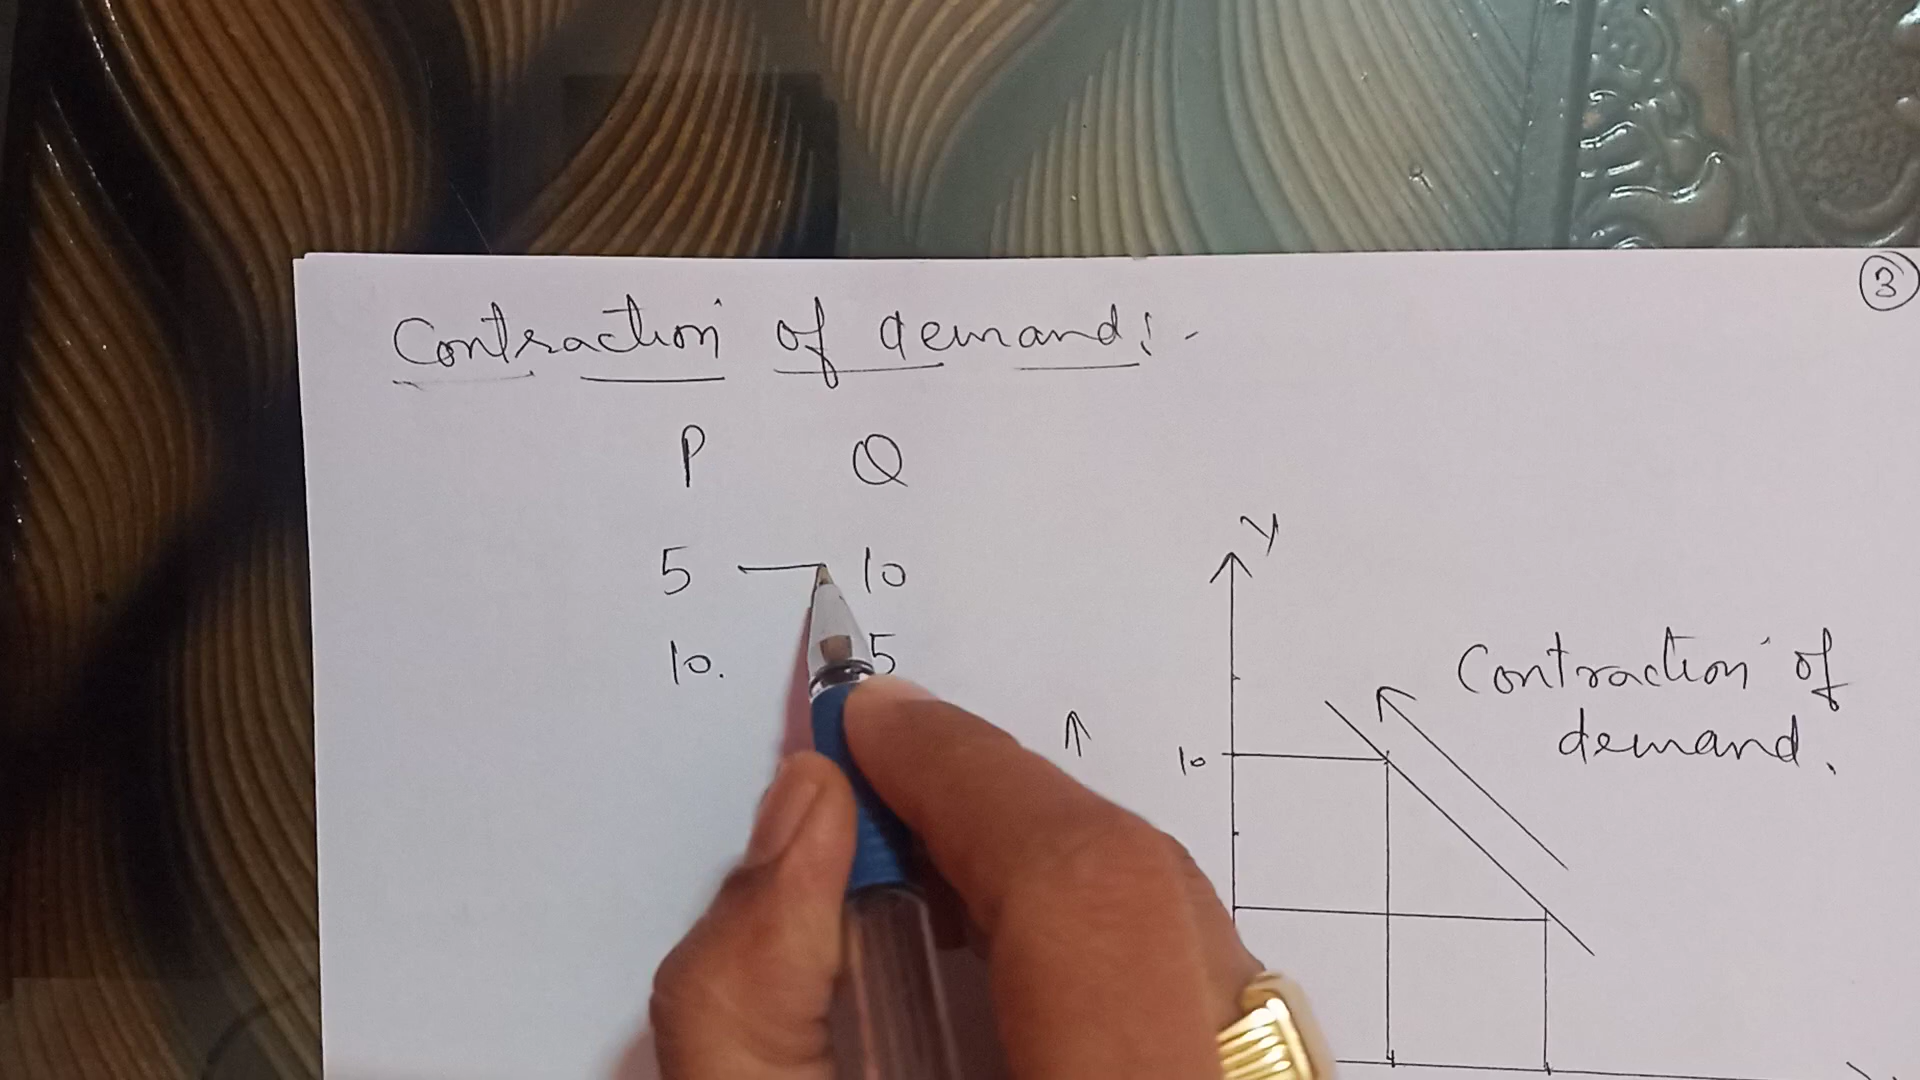 3
Contraction of demand:-
P Q
5 — 10
10. 5
Y
10
Contraction of
demand.